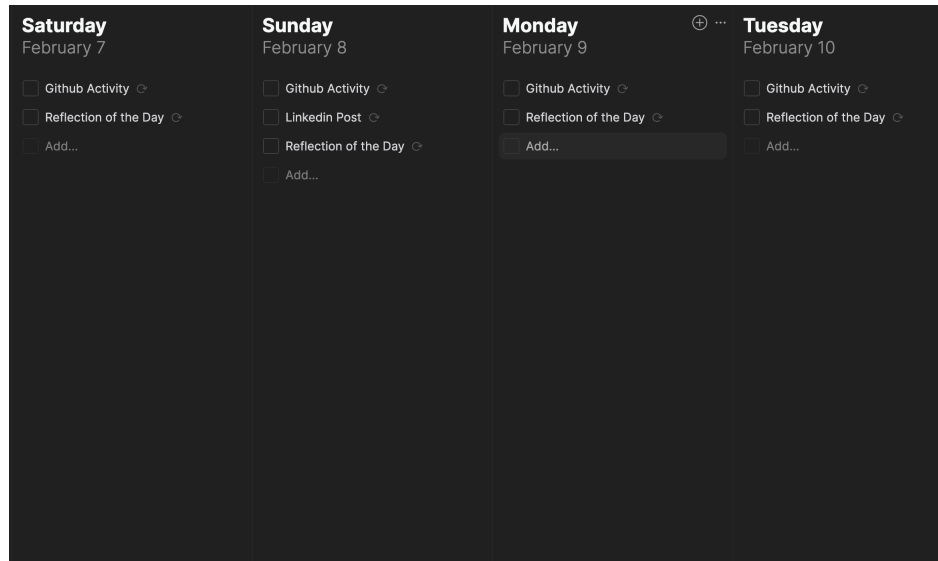 Saturday
February 7
Github Activity
Reflection of the Day
Add...
Sunday
February 8
Github Activity
Linkedin Post
Reflection of the Day
Add...
Monday
February 9
Github Activity
Reflection of the Day
Add...
Tuesday
February 10
Github Activity
Reflection of the Day
Add...